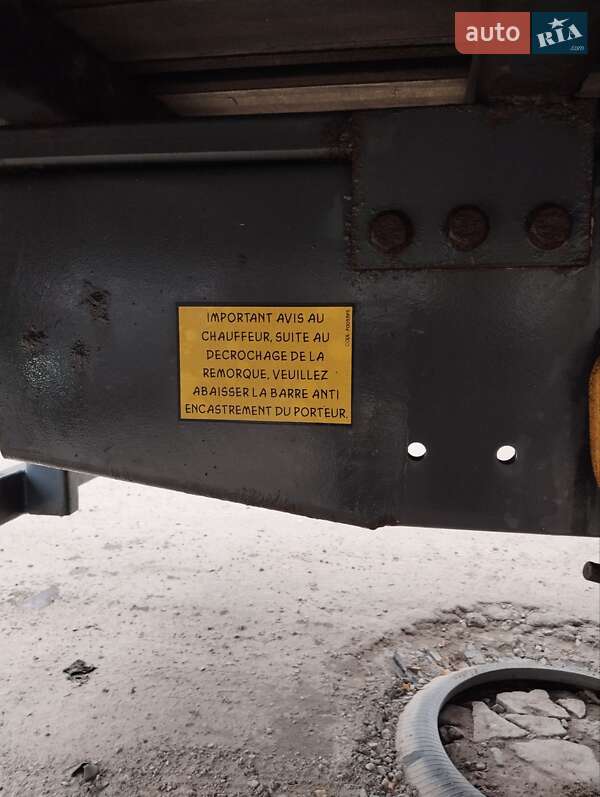 auto RIA
.com
IMPORTANT AVIS AU
CHAUFFEUR, SUITE AU
DECROCHAGE DE LA
REMORQUE, VEUILLEZ
ABAISSER LA BARRE ANTI
ENCASTREMENT DU PORTEUR.